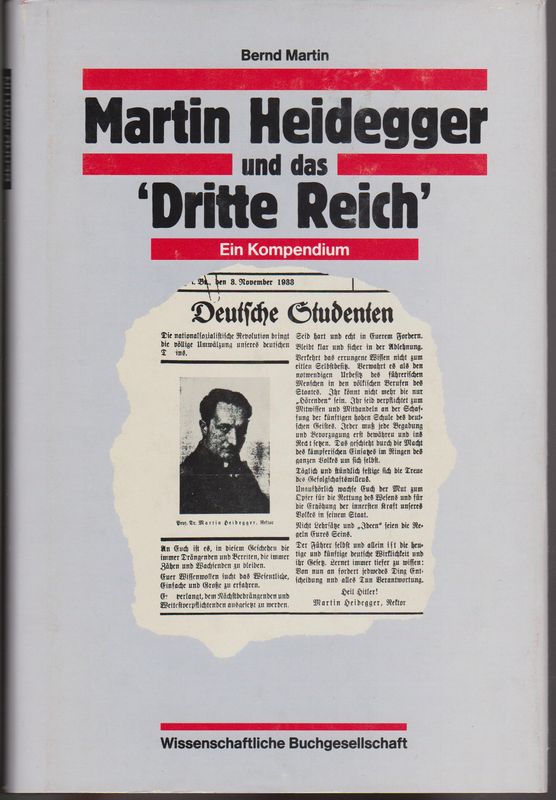 Bernd Martin
Martin Heidegger
und das
'Dritte Reich'
Ein Kompendium
den 3. November 1933
Deutsche Studenten
Die nationalsozialistische Revolution bringt
die völlige Umwälzung unseres deutschen
D ins.
Prof. Dr. Martin Heidegger, Rektor
An Euch ist es, in diesem Geschehen die
immer Drängenden und Bereiten, die immer
Zähen und Wachsenden zu bleiben.
Euer Wissenwollen sucht das Wesentliche,
Einfache und Große zu erfahren.
E verlangt, dem Nächstbedrängenden und
Weitestverpflichtenden ausgesetzt zu werden.
Seid hart und echt in Eurem Fordern.
Bleibt klar und sicher in der Ablehnung.
Verkehrt das errungene Wissen nicht zum
eitlen Selbstbesitz. Verwahrt es als den
notwendigen Urbesitz des führerischen
Menschen in den völkischen Berufen des
Staates. Ihr könnt nicht mehr die nur
„Hörenden“ sein. Ihr seid verpflichtet zum
Mitwissen und Mithandeln an der Schaf-
fung der künftigen hohen Schule des deut-
schen Geistes. Jeder muß jede Begabung
und Bevorzugung erst bewähren und ins
Recht setzen. Das geschieht durch die Macht
des kämpferischen Einsatzes im Ringen des
ganzen Volkes um sich selbst.
Täglich und stündlich festige sich die Treue
des Gefolgschaftswillens.
Unaufhörlich wachse Euch der Mut zum
Opfer für die Rettung des Wesens und für
die Erhöhung der innersten Kraft unseres
Volkes in seinem Staat.
Nicht Lehrsätze und „Ideen“ seien die Re-
geln Eures Seins.
Der Führer selbst und allein ist die heu-
tige und künftige deutsche Wirklichkeit und
ihr Gesetz. Lernet immer tiefer zu wissen:
Von nun an fordert jedwedes Ding Ent-
scheidung und alles Tun Verantwortung.
Heil Hitler!
Martin Heidegger, Rektor
Wissenschaftliche Buchgesellschaft